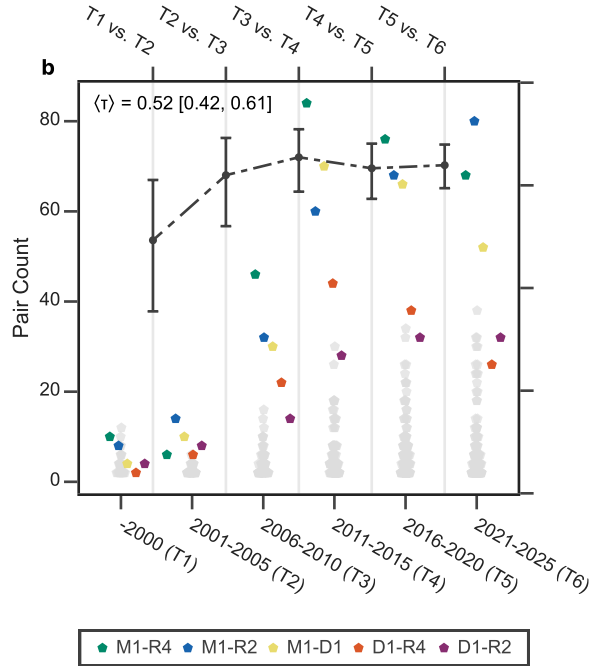 T1 vs. T2
T2 vs. T3
T3 vs. T4
T4 vs. T5
T5 vs. T6
b
⟨τ⟩ = 0.52 [0.42, 0.61]
80
60
40
20
0
Pair Count
-2000 (T1)
2001-2005 (T2)
2006-2010 (T3)
2011-2015 (T4)
2016-2020 (T5)
2021-2025 (T6)
M1-R4 M1-R2 M1-D1 D1-R4 D1-R2